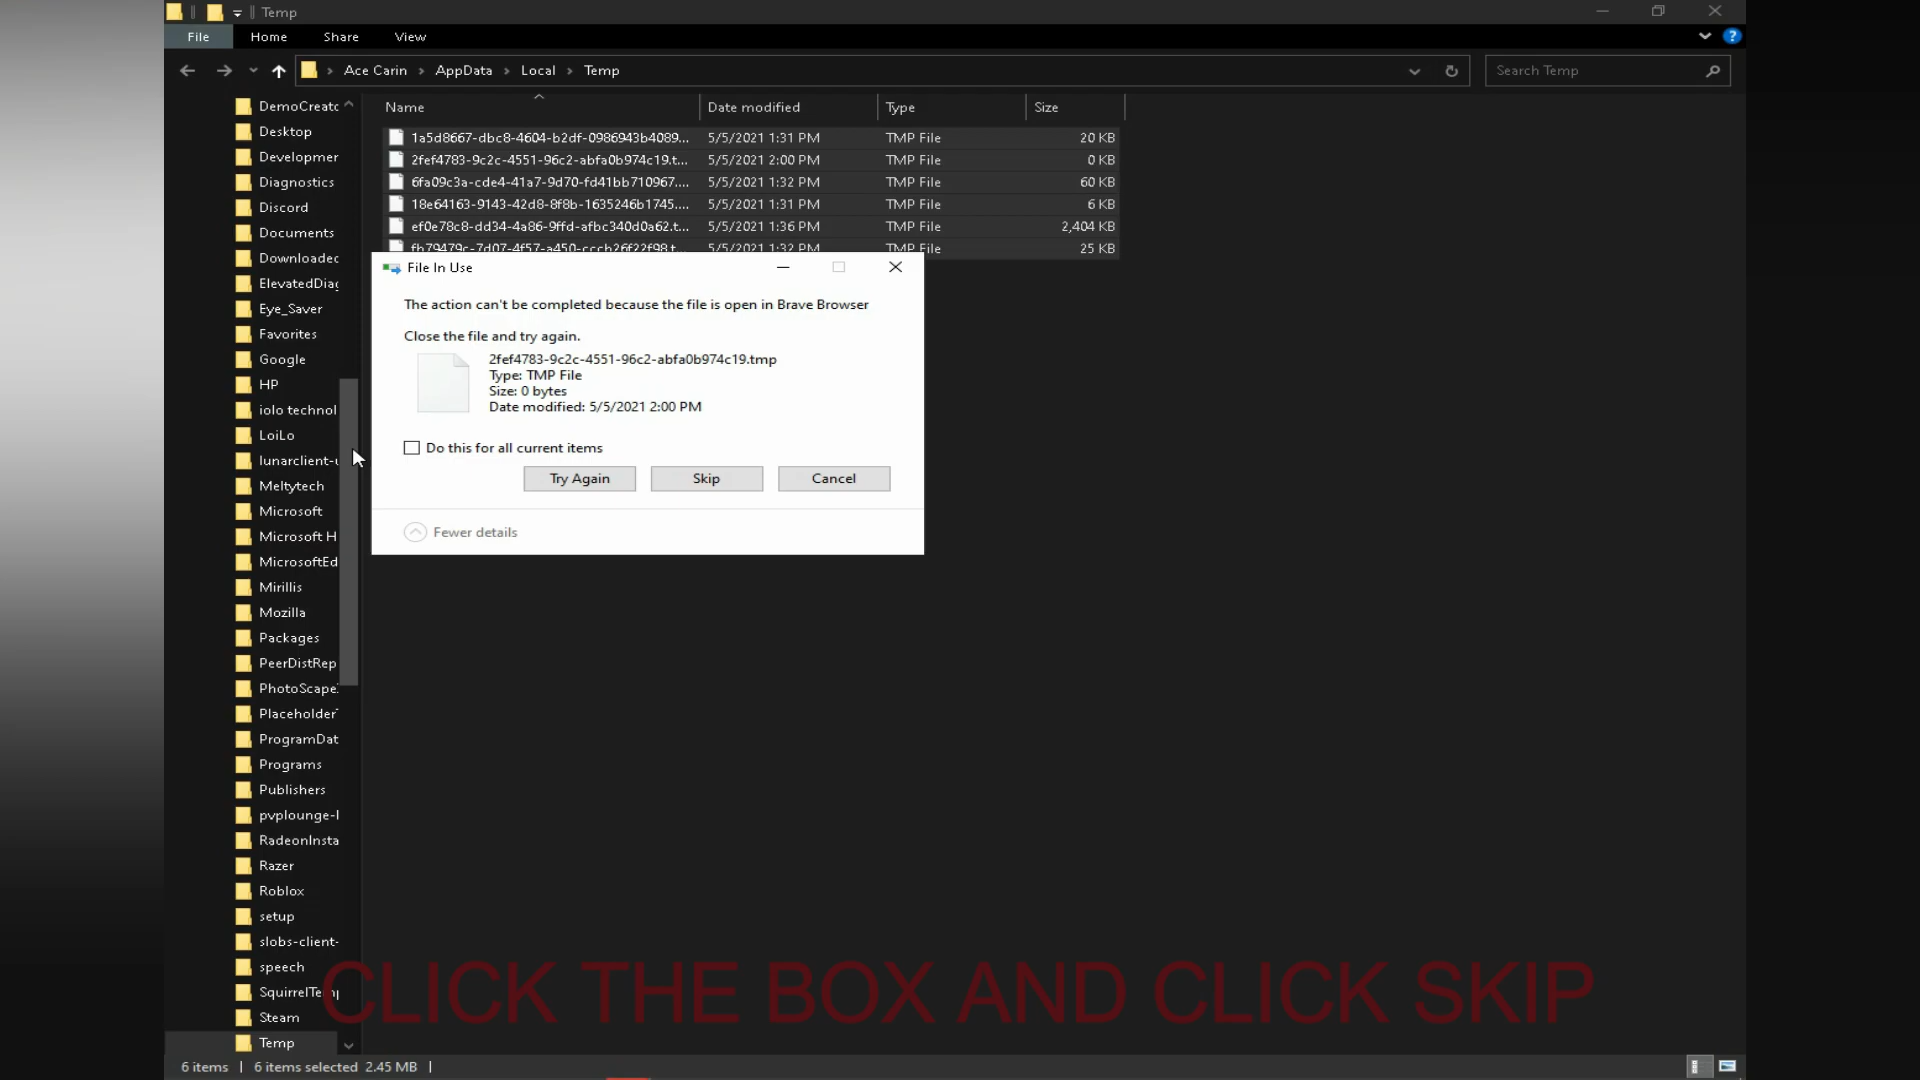 Temp
File Home Share View
Ace Carin › AppData › Local › Temp
Search Temp
Name Date modified Type Size
1a5d8667-dbc8-4604-b2df-0986943b4089... 5/5/2021 1:31 PM TMP File 20 KB
2fef4783-9c2c-4551-96c2-abfa0b974c19.t... 5/5/2021 2:00 PM TMP File 0 KB
6fa09c3a-cde4-41a7-9d70-fd41bb710967.... 5/5/2021 1:32 PM TMP File 60 KB
18e64163-9143-42d8-8f8b-1635246b1745.... 5/5/2021 1:31 PM TMP File 6 KB
ef0e78c8-dd34-4a86-9ffd-afbc340d0a62.t... 5/5/2021 1:36 PM TMP File 2,404 KB
5/5/2021 1:32 PM TMP File 25 KB
DemoCreato
Desktop
Developmer
Diagnostics
Discord
Documents
Downloaded
ElevatedDiag
Eye_Saver
Favorites
Google
HP
iolo technol
LoiLo
lunarclient-u
Meltytech
Microsoft
Microsoft H
MicrosoftEd
Mirillis
Mozilla
Packages
PeerDistRep
PhotoScape
Placeholder
ProgramDat
Programs
Publishers
pvplounge-l
RadeonInsta
Razer
Roblox
setup
slobs-client-
speech
SquirrelTemp
Steam
Temp
File In Use
The action can't be completed because the file is open in Brave Browser
Close the file and try again.
2fef4783-9c2c-4551-96c2-abfa0b974c19.tmp
Type: TMP File
Size: 0 bytes
Date modified: 5/5/2021 2:00 PM
Do this for all current items
Try Again Skip Cancel
Fewer details
CLICK THE BOX AND CLICK SKIP
6 items | 6 items selected 2.45 MB |